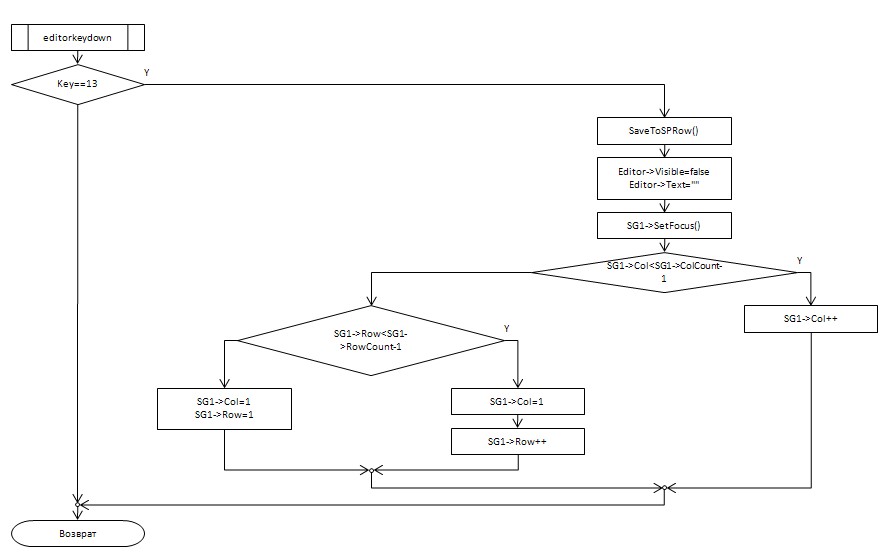 editorkeydown
Key==13
Y
SaveToSPRow()
Editor->Visible=false
Editor->Text=""
SG1->SetFocus()
SG1->Col<SG1->ColCount-
1
Y
SG1->Col++
SG1->Row<SG1-
>RowCount-1
Y
SG1->Col=1
SG1->Row=1
SG1->Col=1
SG1->Row++
Возврат